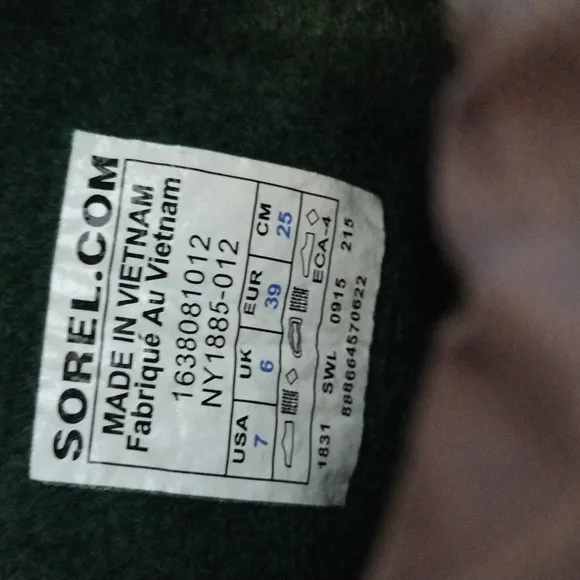 SOREL.COM
MADE IN VIETNAM
Fabriqué Au Vietnam
1638081012
NY1885-012
USA UK EUR CM
7 6 39 25
ECA-4
1831 SWL 0915 215
888664570622